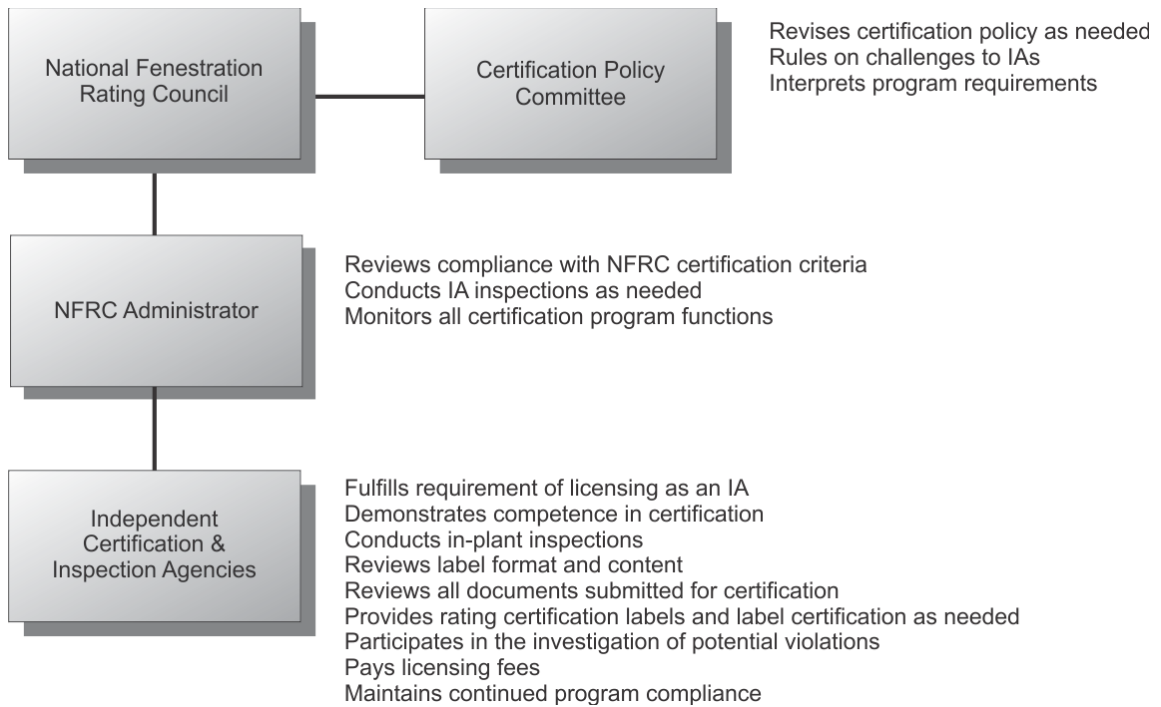 National Fenestration
Rating Council
Certification Policy
Committee
Revises certification policy as needed
Rules on challenges to IAs
Interprets program requirements
NFRC Administrator
Reviews compliance with NFRC certification criteria
Conducts IA inspections as needed
Monitors all certification program functions
Independent
Certification &
Inspection Agencies
Fulfills requirement of licensing as an IA
Demonstrates competence in certification
Conducts in-plant inspections
Reviews label format and content
Reviews all documents submitted for certification
Provides rating certification labels and label certification as needed
Participates in the investigation of potential violations
Pays licensing fees
Maintains continued program compliance